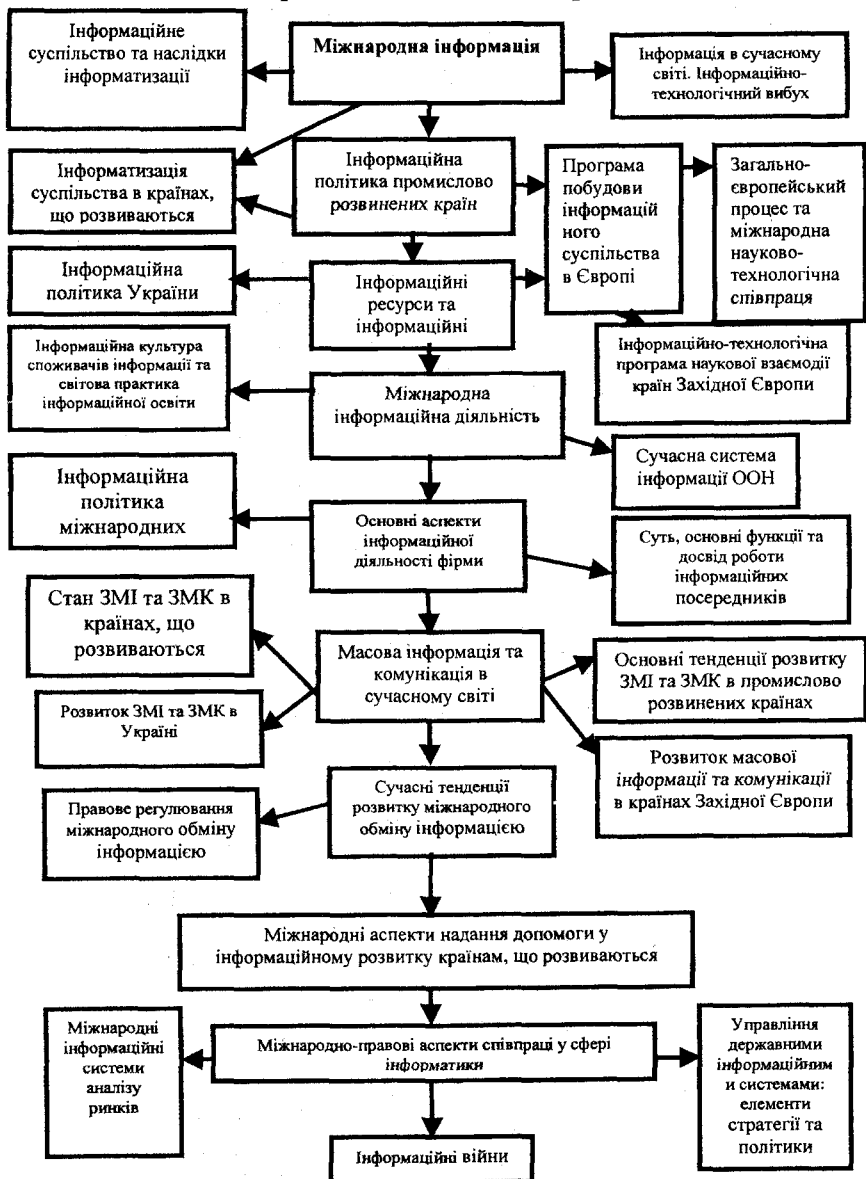 Інформаційне
суспільство та наслідки
інформатизації
Міжнародна інформація
Інформація в сучасному
світі. Інформаційно-
технологічний вибух
Інформатизація
суспільства в країнах,
що розвиваються
Інформаційна
політика промислово
розвинених країн
Програма
побудови
інформацій
ного
суспільства
в Європі
Загально-
європейський
процес та
міжнародна
науково-
технологічна
співпраця
Інформаційна
політика України
Інформаційні
ресурси та
інформаційні
Інформаційно-технологічна
програма наукової взаємодії
країн Західної Європи
Інформаційна культура
споживачів інформації та
світова практика
інформаційної освіти
Міжнародна
інформаційна діяльність
Сучасна система
інформації ООН
Інформаційна
політика
міжнародних
Основні аспекти
інформаційної
діяльності фірми
Суть, основні функції та
досвід роботи
інформаційних
посередників
Стан ЗМІ та ЗМК в
країнах, що
розвиваються
Масова інформація та
комунікація в
сучасному світі
Основні тенденції розвитку
ЗМІ та ЗМК в промислово
розвинених країнах
Розвиток ЗМІ та ЗМК в
Україні
Розвиток масової
інформації та комунікації
в країнах Західної Європи
Сучасні тенденції
розвитку міжнародного
обміну інформацією
Правове регулювання
міжнародного обміну
інформацією
Міжнародні аспекти надання допомоги у
інформаційному розвитку країнам, що розвиваються
Міжнародні
інформаційні
системи
аналізу
ринків
Міжнародно-правові аспекти співпраці у сфері
інформатики
Управління
державними
інформаційним
и системами:
елементи
стратегії та
політики
Інформаційні війни